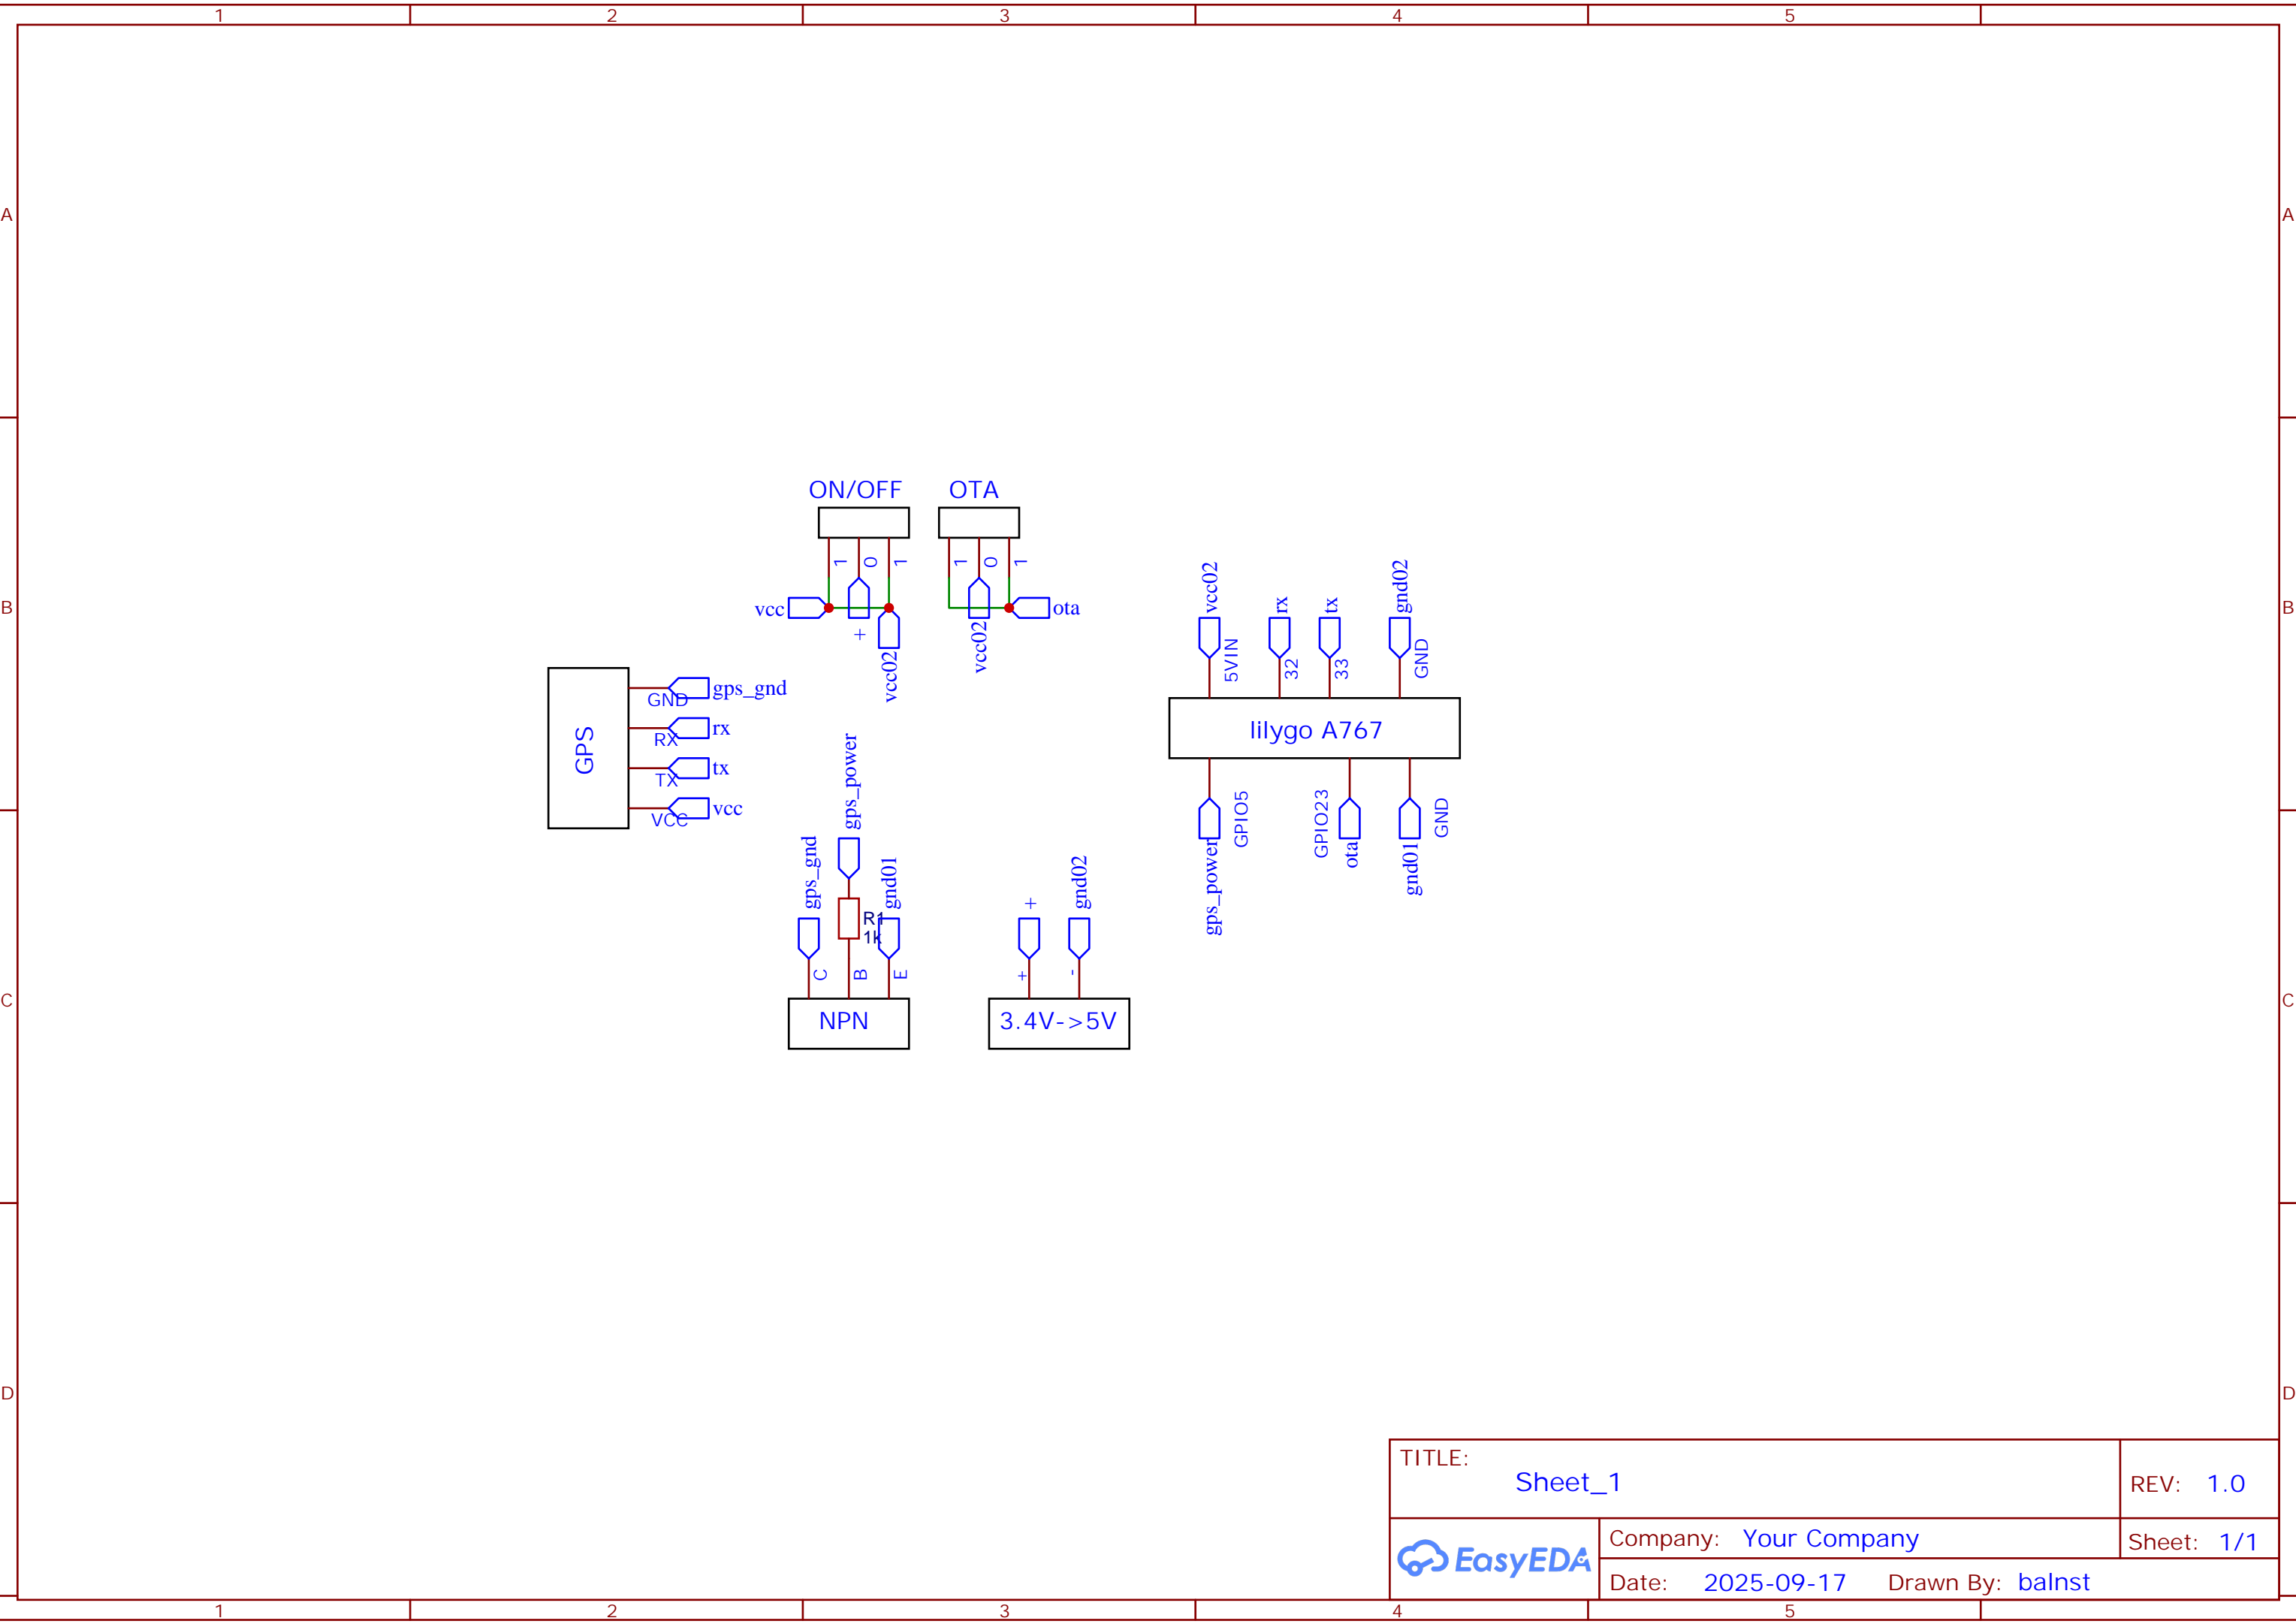 1 2 3 4 5
A A
ON/OFF OTA
1 0 1 1 0 1
vcc + vcc02 vcc02 ota
B B
vcc02 rx tx gnd02
5VIN 32 33 GND
lilygo A767
GPIO5 GPIO23 GND
gps_power ota gnd01
GPS
GND gps_gnd
RX rx
TX tx
VCC vcc
gps_gnd gps_power gnd01
R1
1k
C B E
NPN
+ gnd02
+ -
3.4V->5V
C C
D D
TITLE:
Sheet_1
REV: 1.0
EasyEDA
Company: Your Company
Sheet: 1/1
Date: 2025-09-17 Drawn By: balnst
1 2 3 4 5